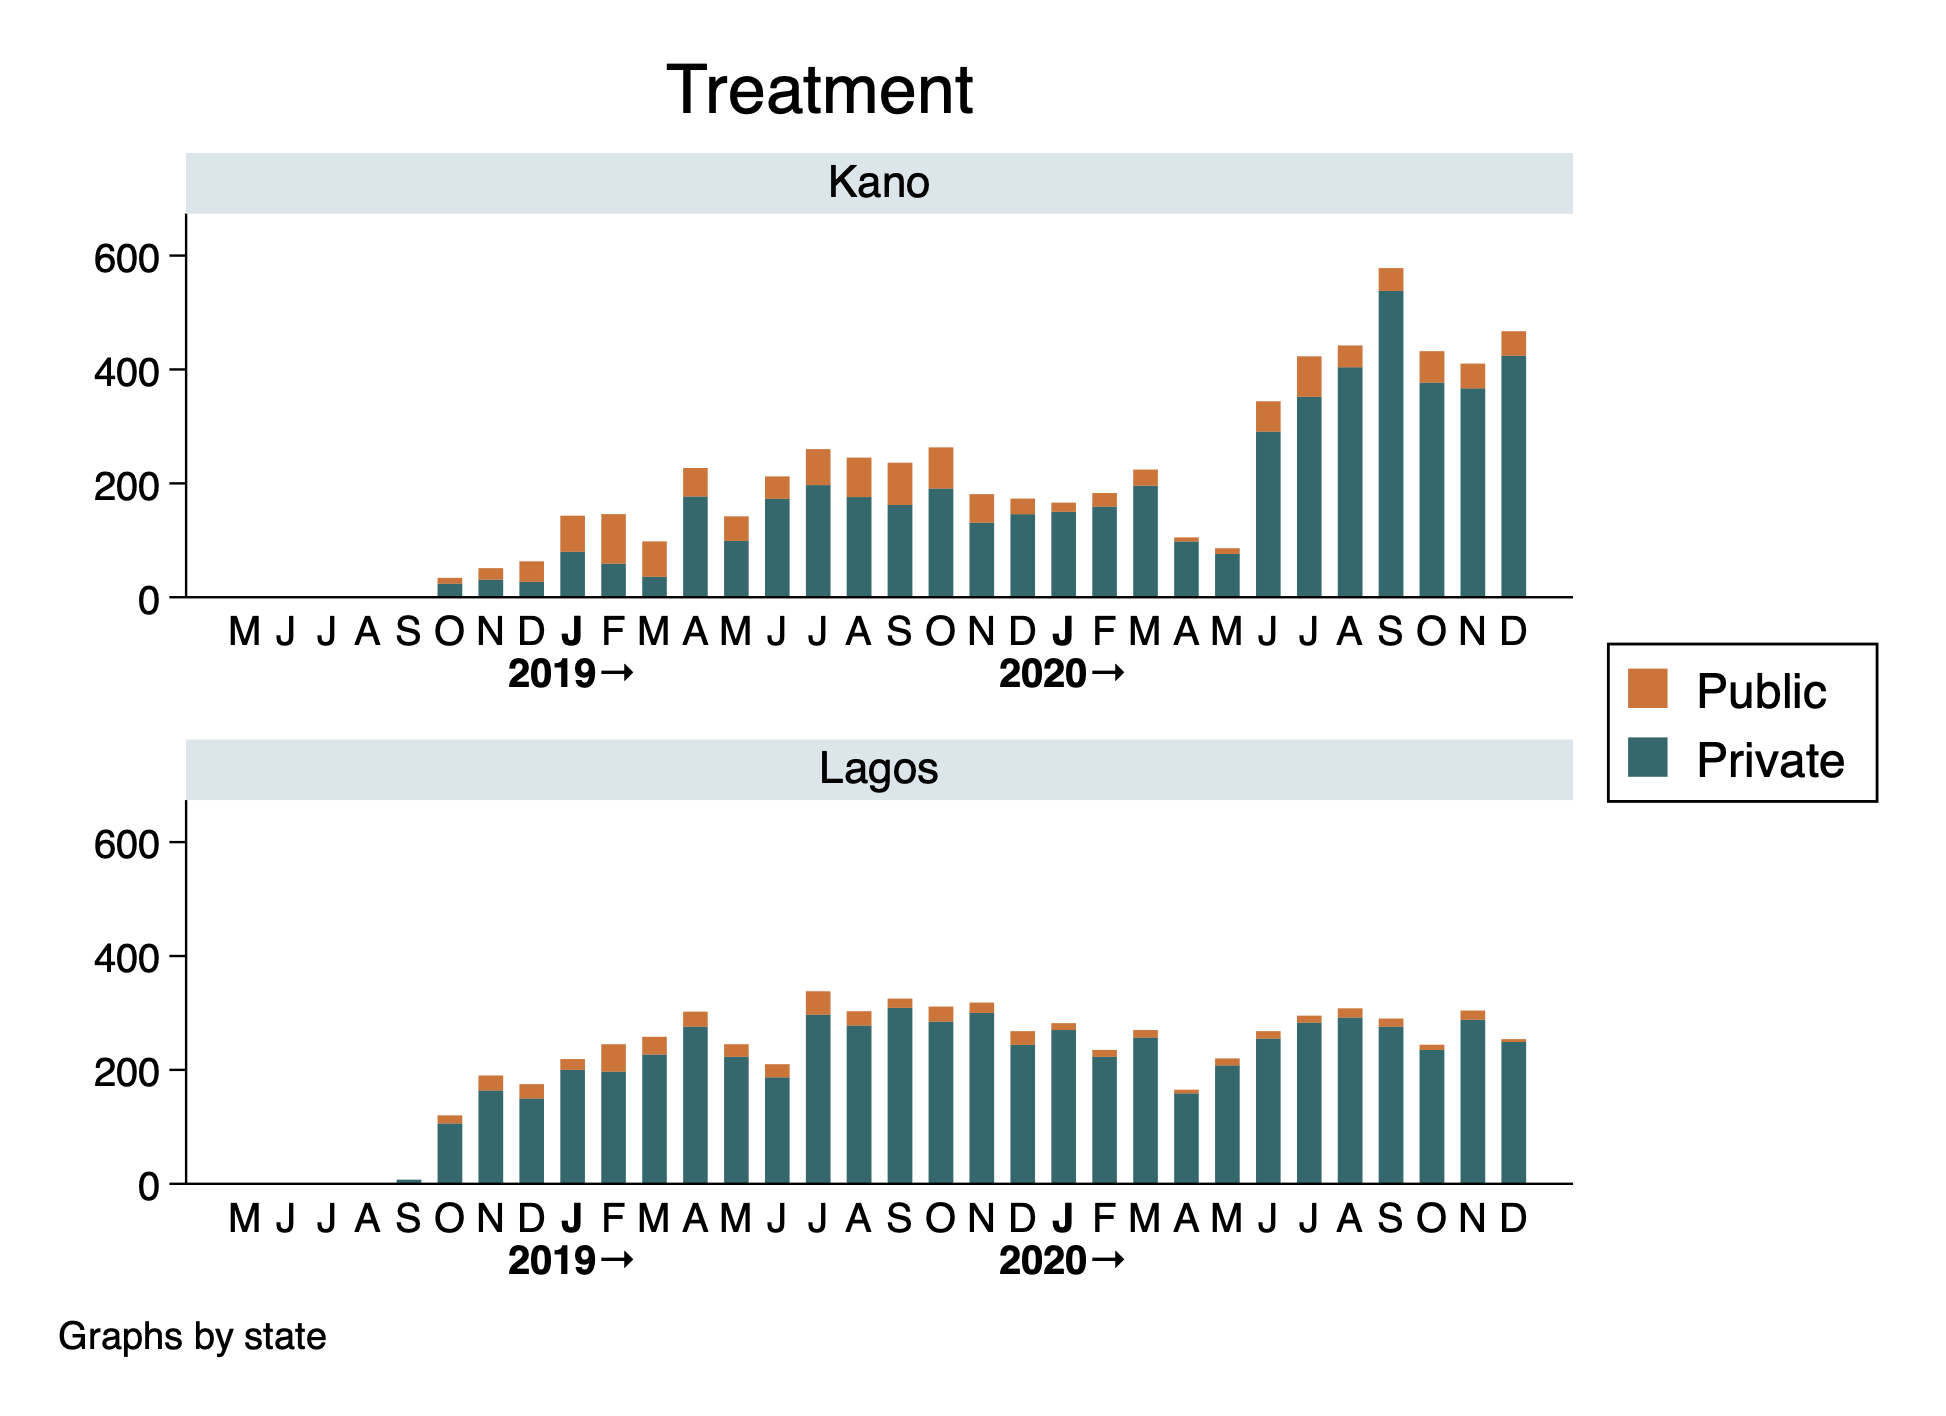 Treatment
Kano
600
400
200
0
M J J A S O N D J F M A M J J A S O N D J F M A M J J A S O N D
2019→ 2020→
Public
Private
Lagos
600
400
200
0
M J J A S O N D J F M A M J J A S O N D J F M A M J J A S O N D
2019→ 2020→
Graphs by state